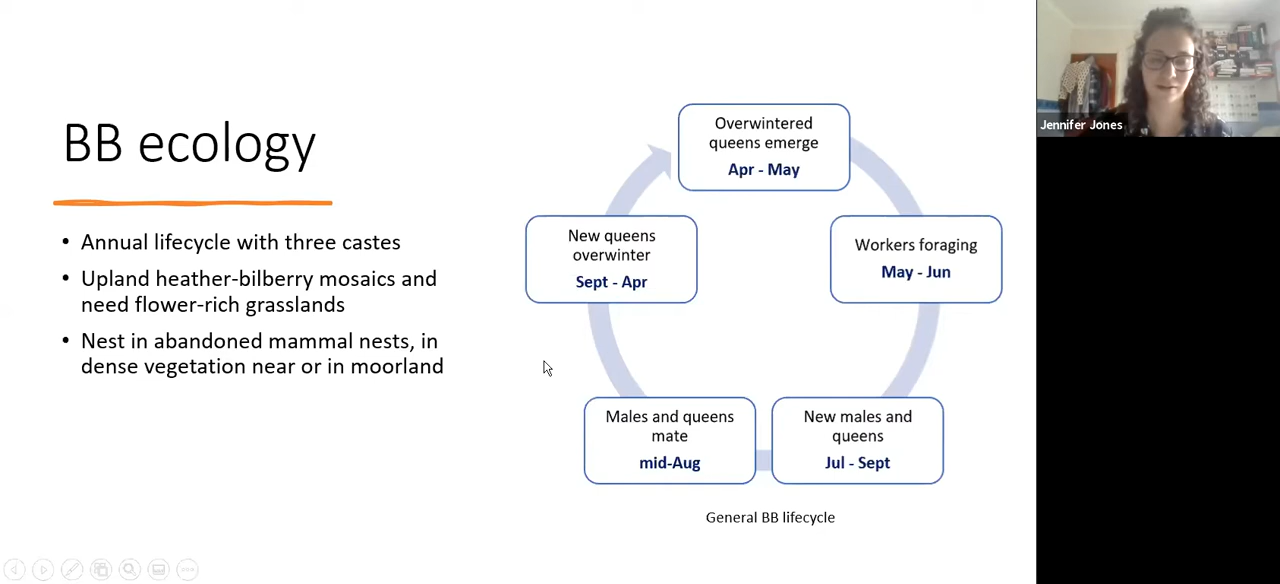 BB ecology
• Annual lifecycle with three castes
• Upland heather-bilberry mosaics and
need flower-rich grasslands
• Nest in abandoned mammal nests, in
dense vegetation near or in moorland
Overwintered
queens emerge
Apr - May
Workers foraging
May - Jun
New males and
queens
Jul - Sept
Males and queens
mate
mid-Aug
New queens
overwinter
Sept - Apr
General BB lifecycle
Jennifer Jones